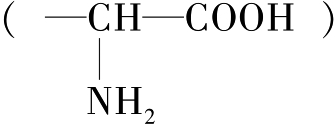 ( —CH—COOH )
NH₂